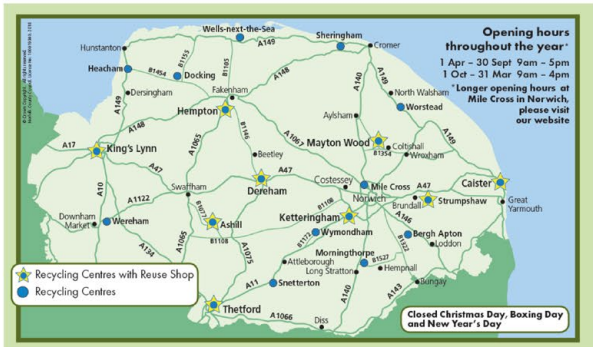 Opening hours
throughout the year*
1 Apr – 30 Sept 9am – 5pm
1 Oct – 31 Mar 9am – 4pm
*Longer opening hours at
Mile Cross in Norwich,
please visit
our website
Wells-next-the-Sea
Sheringham
Cromer
Hunstanton
A149
Heacham
B1454
B1155
Docking
B1105
A148
A140
A149
Dersingham
Fakenham
North Walsham
Worstead
A149
Hempton
Aylsham
A148
A1065
A1067
B1146
Mayton Wood
Coltishall
B1354
Wroxham
A149
A17
King's Lynn
A47
Beetley
A47
Dereham
Costessey
Mile Cross
A47
Caister
Norwich
Brundall
Strumpshaw
Great
Yarmouth
A10
Swaffham
A1122
Downham
Market
Wereham
B1077
Ashill
B1108
B1108
Ketteringham
A146
A134
A1065
A1075
B1172
Wymondham
Bergh Apton
B1332
Loddon
Morningthorpe
B1527
Attleborough
Long Stratton
Hempnall
A11
Snetterton
A140
A143
Bungay
Thetford
A1066
Diss
Recycling Centres with Reuse Shop
Recycling Centres
Closed Christmas Day, Boxing Day
and New Year's Day